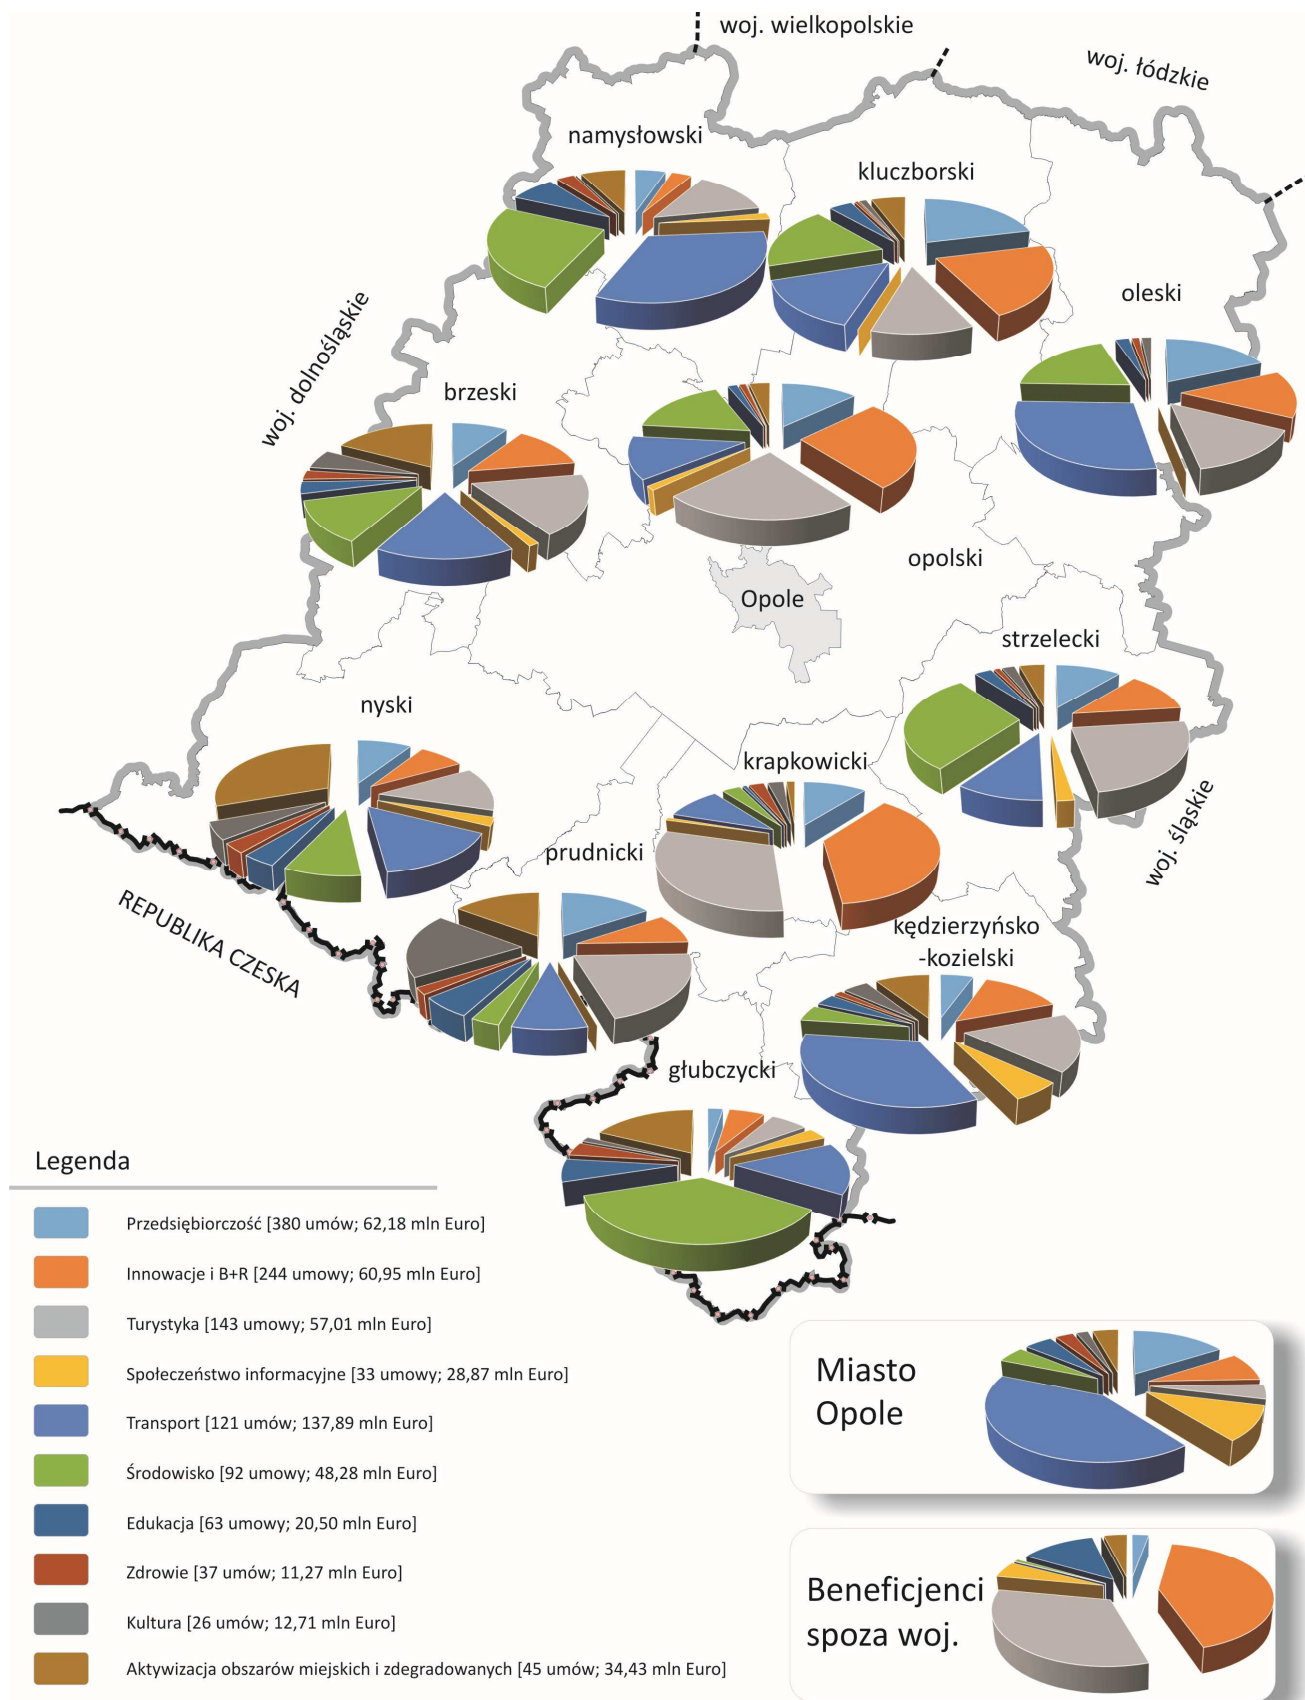 woj. wielkopolskie
woj. łódzkie
namysłowski
kluczborski
oleski
woj. dolnośląskie
brzeski
opolski
Opole
strzelecki
nyski
krapkowicki
woj. śląskie
prudnicki
REPUBLIKA CZESKA
kędzierzyńsko
-kozielski
głubczycki
Legenda
Przedsiębiorczość [380 umów; 62,18 mln Euro]
Innowacje i B+R [244 umowy; 60,95 mln Euro]
Turystyka [143 umowy; 57,01 mln Euro]
Społeczeństwo informacyjne [33 umowy; 28,87 mln Euro]
Transport [121 umów; 137,89 mln Euro]
Środowisko [92 umowy; 48,28 mln Euro]
Edukacja [63 umowy; 20,50 mln Euro]
Zdrowie [37 umów; 11,27 mln Euro]
Kultura [26 umów; 12,71 mln Euro]
Aktywizacja obszarów miejskich i zdegradowanych [45 umów; 34,43 mln Euro]
Miasto
Opole
Beneficjenci
spoza woj.